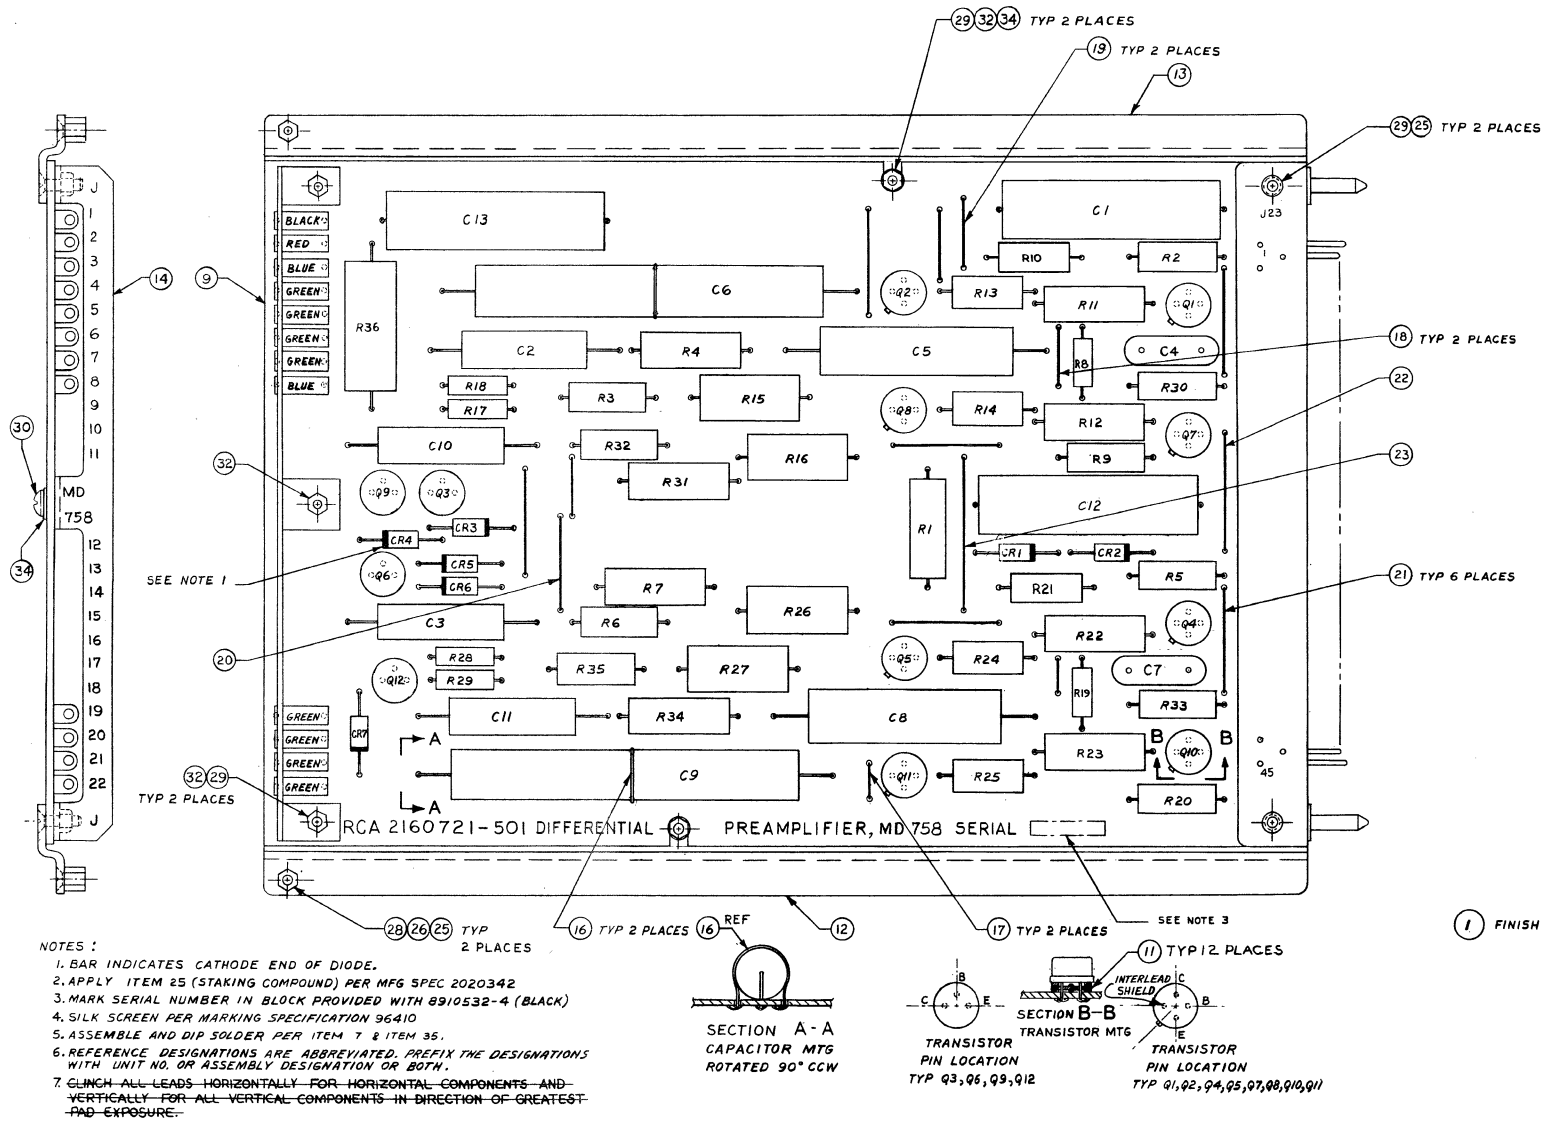 29 32 34 TYP 2 PLACES
19 TYP 2 PLACES
13
29 25 TYP 2 PLACES
J
1
2
3
4
5
6
7
8
9
10
11
MD
758
12
13
14
15
16
17
18
19
20
21
22
J
14
30
34
9
32
SEE NOTE 1
20
32 29
TYP 2 PLACES
BLACK
RED
BLUE
GREEN
GREEN
GREEN
GREEN
BLUE
GREEN
GREEN
GREEN
GREEN
C13
C1
J23
1
R10
R2
C6
Q2
R13
R11
Q1
R36
C2
R4
C5
R8
C4
18 TYP 2 PLACES
R18
R17
R3
R15
Q8
R14
R30
22
R12
Q7
C10
R32
R16
R9
23
Q9
Q3
R31
R1
C12
CR3
CR4
CR5
CR6
Q6
CR1
CR2
R7
R21
R5
21 TYP 6 PLACES
C3
R6
R26
R22
Q4
R28
R29
R35
R27
Q5
R24
C7
Q12
R19
R33
C11
R34
C8
CR7
A
B B
R23
Q10
C9
Q11
R25
45
R20
A
RCA 2160721-501 DIFFERENTIAL PREAMPLIFIER, MD 758 SERIAL
28 26 25 TYP
2 PLACES
16 TYP 2 PLACES
16 REF
12
17 TYP 2 PLACES
SEE NOTE 3
1 FINISH
11 TYP 12 PLACES
NOTES:
1. BAR INDICATES CATHODE END OF DIODE.
2. APPLY ITEM 25 (STAKING COMPOUND) PER MFG SPEC 2020342
3. MARK SERIAL NUMBER IN BLOCK PROVIDED WITH 8910532-4 (BLACK)
4. SILK SCREEN PER MARKING SPECIFICATION 96410
5. ASSEMBLE AND DIP SOLDER PER ITEM 7 & ITEM 35.
6. REFERENCE DESIGNATIONS ARE ABBREVIATED. PREFIX THE DESIGNATIONS
WITH UNIT NO. OR ASSEMBLY DESIGNATION OR BOTH.
7. CLINCH ALL LEADS HORIZONTALLY FOR HORIZONTAL COMPONENTS AND
VERTICALLY FOR ALL VERTICAL COMPONENTS IN DIRECTION OF GREATEST
PAD EXPOSURE.
SECTION A-A
CAPACITOR MTG
ROTATED 90° CCW
B
C E
TRANSISTOR
PIN LOCATION
TYP Q3,Q6,Q9,Q12
SECTION B-B
TRANSISTOR MTG
INTERLEAD
SHIELD
C
B
E
TRANSISTOR
PIN LOCATION
TYP Q1,Q2,Q4,Q5,Q7,Q8,Q10,Q11